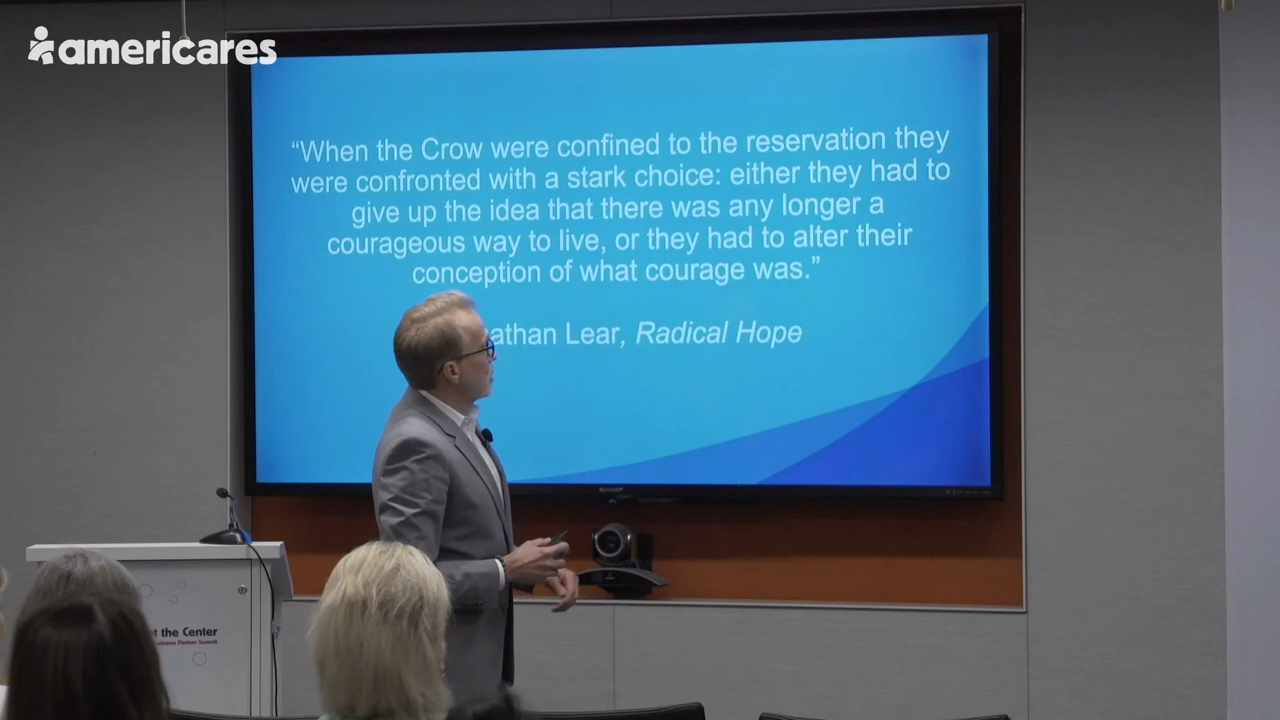 americares
“When the Crow were confined to the reservation they
were confronted with a stark choice: either they had to
give up the idea that there was any longer a
courageous way to live, or they had to alter their
conception of what courage was.”
athan Lear, Radical Hope
t the Center
Partner Summit